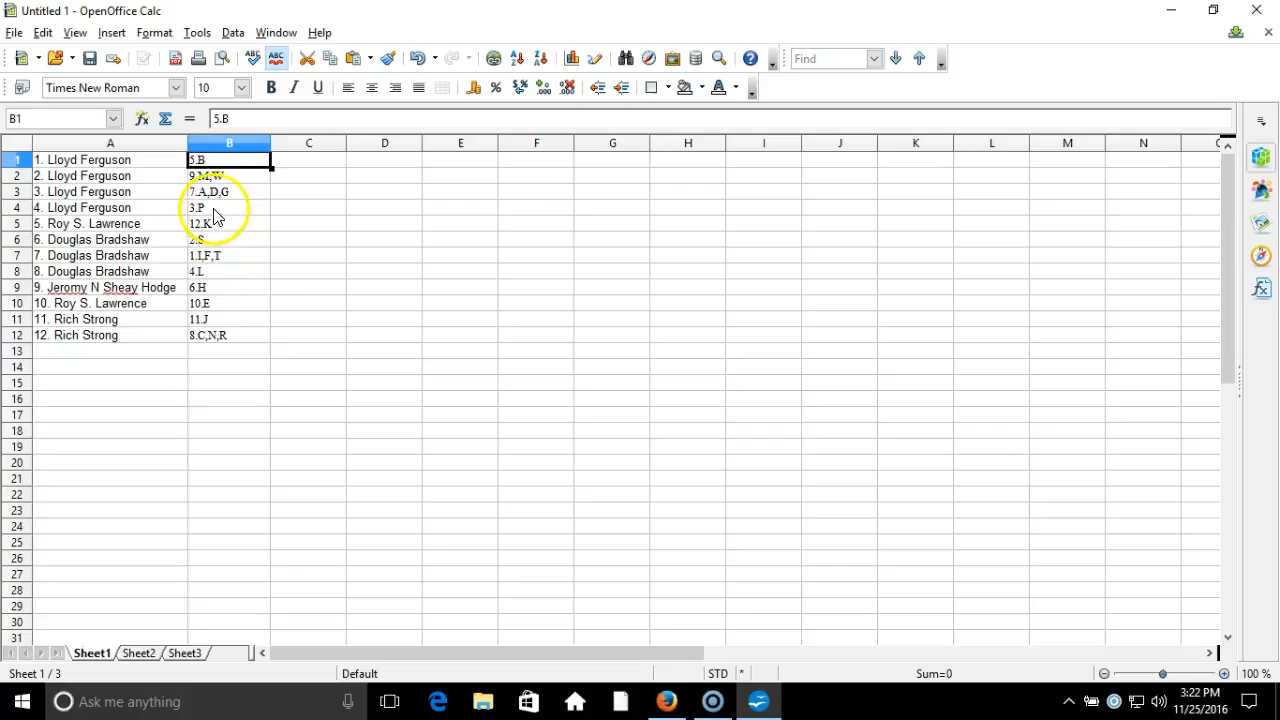 Untitled 1 - OpenOffice Calc
File Edit View Insert Format Tools Data Window Help
ABC ABC Find
Times New Roman 10 B I U A
B1 = 5.B
A B C D E F G H I J K L M N
1 1. Lloyd Ferguson 5.B
2 2. Lloyd Ferguson 9.M,W
3 3. Lloyd Ferguson 7.A,D,G
4 4. Lloyd Ferguson 3.P
5 5. Roy S. Lawrence 12.K
6 6. Douglas Bradshaw 2.S
7 7. Douglas Bradshaw 1.I,F,T
8 8. Douglas Bradshaw 4.L
9 9. Jeromy N Sheay Hodge 6.H
10 10. Roy S. Lawrence 10.E
11 11. Rich Strong 11.J
12 12. Rich Strong 8.C,N,R
13
14
15
16
17
18
19
20
21
22
23
24
25
26
27
28
29
30
31
Sheet1 Sheet2 Sheet3
Sheet 1 / 3 Default STD * Sum=0 100 %
Ask me anything 3:22 PM
11/25/2016